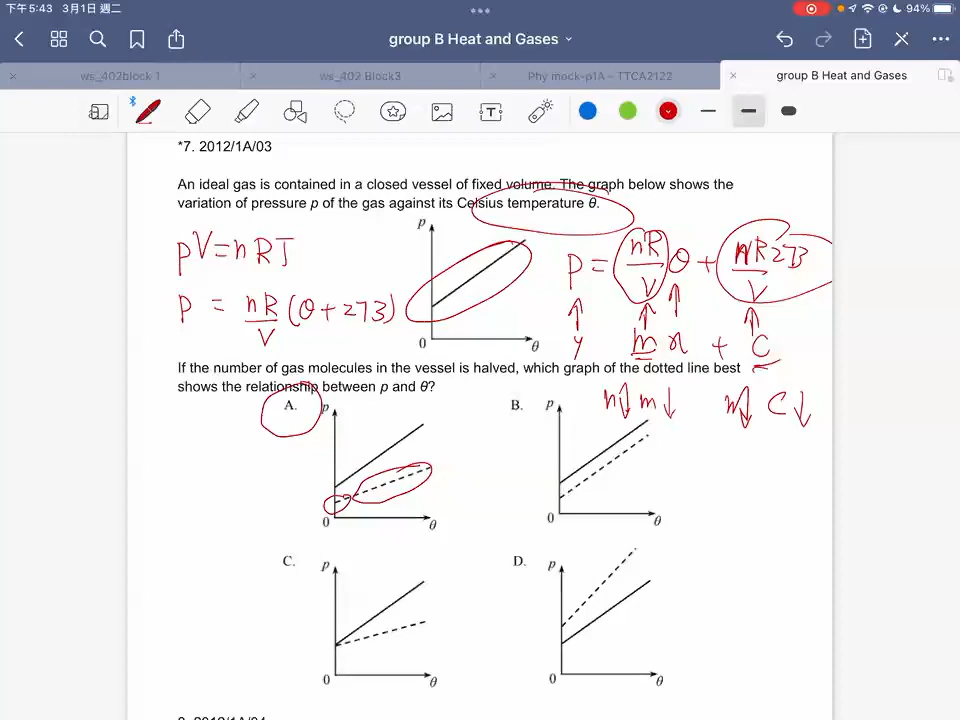 下午5:43 3月1日 週二
94%
group B Heat and Gases
ws_402block 1
ws_402 Block3
Phy mock-p1A – TTCA2122
group B Heat and Gases
*7. 2012/1A/03
An ideal gas is contained in a closed vessel of fixed volume. The graph below shows the
variation of pressure p of the gas against its Celsius temperature θ.
p
0
θ
pV=nRT
p = nR/V (θ+273)
p = nR/V θ + nR273/V
y m x + C
If the number of gas molecules in the vessel is halved, which graph of the dotted line best
shows the relationship between p and θ?
n↓ m↓ n↓ C↓
A.
p
0
θ
B.
p
0
θ
C.
p
0
θ
D.
p
0
θ